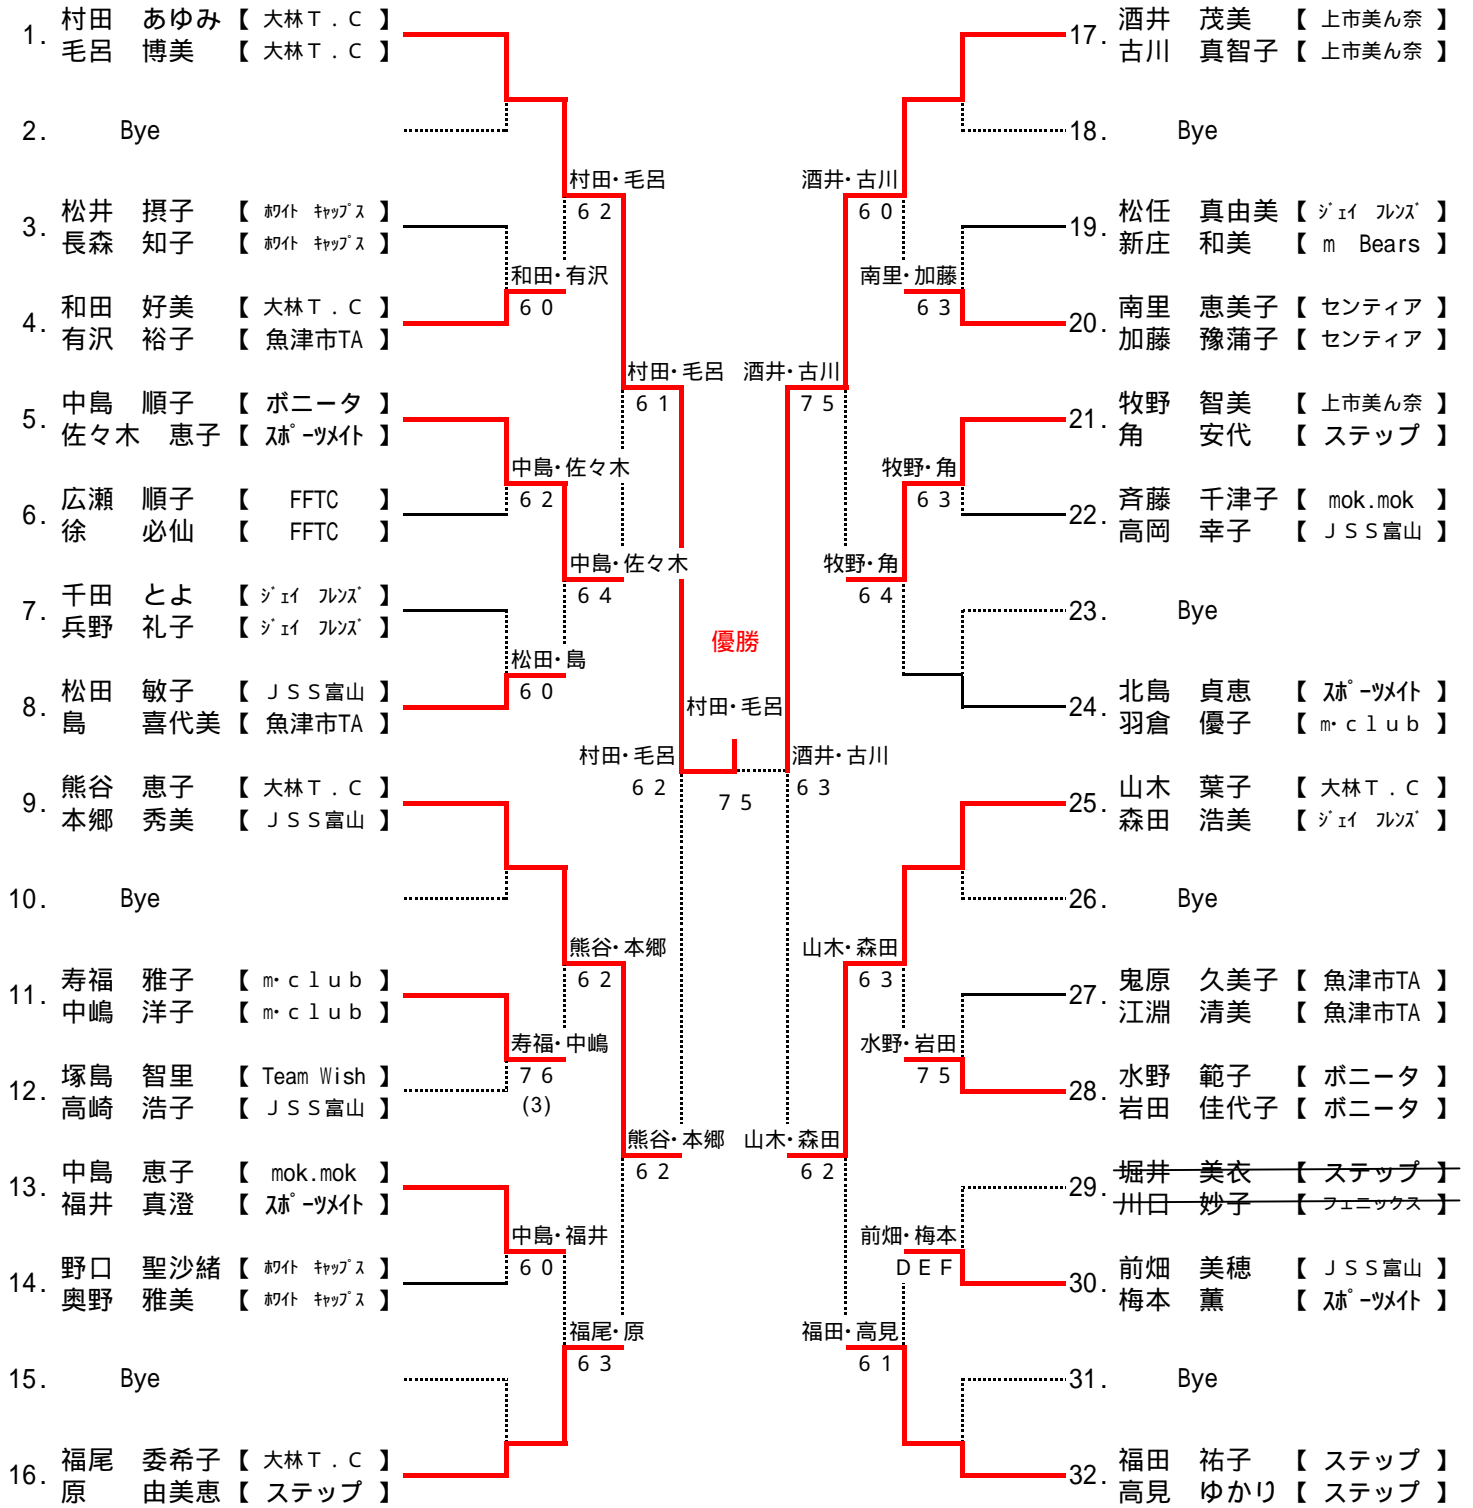 1. 村田 あゆみ 【 大林T.C 】
毛呂 博美 【 大林T.C 】
2. Bye
3. 松井 摂子 【 ﾎﾜｲﾄ ｷｬｯﾌﾟｽ 】
長森 知子 【 ﾎﾜｲﾄ ｷｬｯﾌﾟｽ 】
4. 和田 好美 【 大林T.C 】
有沢 裕子 【 魚津市TA 】
5. 中島 順子 【 ボニータ 】
佐々木 恵子 【 ｽﾎﾟｰﾂﾒｲﾄ 】
6. 広瀬 順子 【 FFTC 】
徐 必仙 【 FFTC 】
7. 千田 とよ 【 ｼﾞｪｲ ﾌﾚﾝｽﾞ 】
兵野 礼子 【 ｼﾞｪｲ ﾌﾚﾝｽﾞ 】
8. 松田 敏子 【 JSS富山 】
島 喜代美 【 魚津市TA 】
9. 熊谷 恵子 【 大林T.C 】
本郷 秀美 【 JSS富山 】
10. Bye
11. 寿福 雅子 【 m・club 】
中嶋 洋子 【 m・club 】
12. 塚島 智里 【 Team Wish 】
高崎 浩子 【 JSS富山 】
13. 中島 恵子 【 mok.mok 】
福井 真澄 【 ｽﾎﾟｰﾂﾒｲﾄ 】
14. 野口 聖沙緒 【 ﾎﾜｲﾄ ｷｬｯﾌﾟｽ 】
奥野 雅美 【 ﾎﾜｲﾄ ｷｬｯﾌﾟｽ 】
15. Bye
16. 福尾 委希子 【 大林T.C 】
原 由美恵 【 ステップ 】
村田・毛呂
6 2
和田・有沢
6 0
村田・毛呂
6 1
中島・佐々木
6 2
中島・佐々木
6 4
松田・島
6 0
村田・毛呂
6 2
熊谷・本郷
6 2
寿福・中嶋
7 6
(3)
熊谷・本郷
6 2
中島・福井
6 0
福尾・原
6 3
優勝
村田・毛呂
7 5
酒井・古川
6 0
南里・加藤
6 3
酒井・古川
7 5
牧野・角
6 3
牧野・角
6 4
酒井・古川
6 3
山木・森田
6 3
水野・岩田
7 5
山木・森田
6 2
前畑・梅本
DEF
福田・高見
6 1
17. 酒井 茂美 【 上市美ん奈 】
古川 真智子 【 上市美ん奈 】
18. Bye
19. 松任 真由美 【 ｼﾞｪｲ ﾌﾚﾝｽﾞ 】
新庄 和美 【 m Bears 】
20. 南里 恵美子 【 センティア 】
加藤 豫蒲子 【 センティア 】
21. 牧野 智美 【 上市美ん奈 】
角 安代 【 ステップ 】
22. 斉藤 千津子 【 mok.mok 】
高岡 幸子 【 JSS富山 】
23. Bye
24. 北島 貞恵 【 ｽﾎﾟｰﾂﾒｲﾄ 】
羽倉 優子 【 m・club 】
25. 山木 葉子 【 大林T.C 】
森田 浩美 【 ｼﾞｪｲ ﾌﾚﾝｽﾞ 】
26. Bye
27. 鬼原 久美子 【 魚津市TA 】
江淵 清美 【 魚津市TA 】
28. 水野 範子 【 ボニータ 】
岩田 佳代子 【 ボニータ 】
29. 堀井 美衣 【 ステップ 】
川口 妙子 【 フェニックス 】
30. 前畑 美穂 【 JSS富山 】
梅本 薫 【 ｽﾎﾟｰﾂﾒｲﾄ 】
31. Bye
32. 福田 祐子 【 ステップ 】
高見 ゆかり 【 ステップ 】